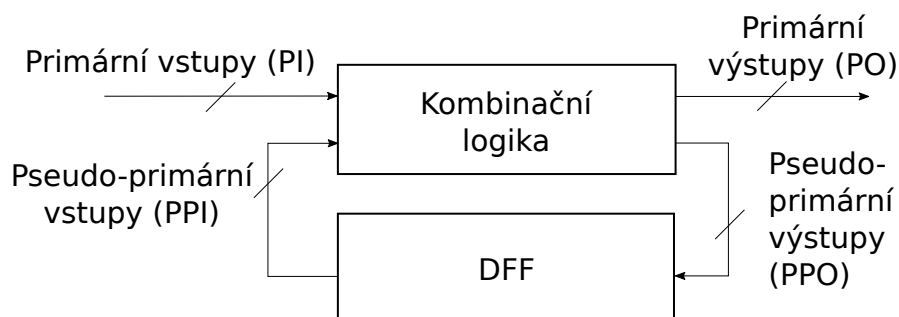 Primární vstupy (PI)
Primární
výstupy (PO)
Kombinační
logika
Pseudo-primární
vstupy (PPI)
Pseudo-
primární
výstupy
(PPO)
DFF